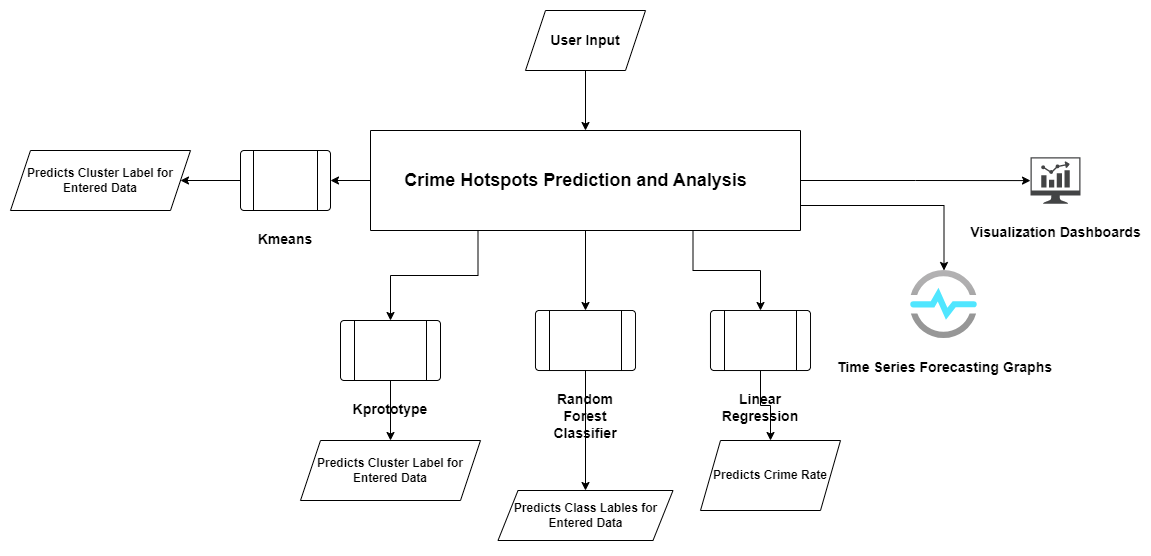 User Input
Crime Hotspots Prediction and Analysis
Predicts Cluster Label for
Entered Data
Kmeans
Visualization Dashboards
Time Series Forecasting Graphs
Kprototype
Random
Forest
Classifier
Linear
Regression
Predicts Cluster Label for
Entered Data
Predicts Class Lables for
Entered Data
Predicts Crime Rate